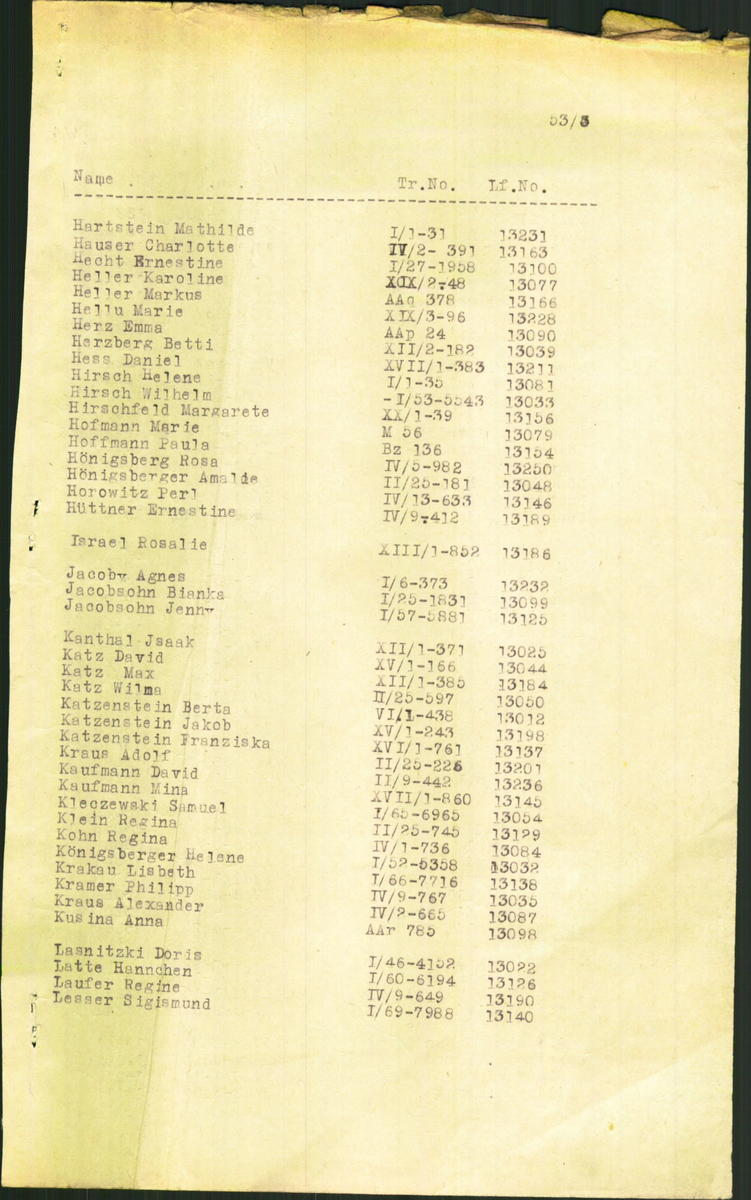 53/3
Name . . . Tr.No. Lf.No.
Hartstein Mathilde I/1-31 13231
Hauser Charlotte IV/2- 391 13163
Hecht Ernestine I/27-1958 13100
Heller Karoline XIX/2-48 13077
Heller Markus AAq 378 13166
Hellu Marie XIX/3-96 13228
Herz Emma AAp 24 13090
Herzberg Betti XII/2-182 13039
Hess Daniel XVII/1-383 13211
Hirsch Helene I/1-35 13081
Hirsch Wilhelm -I/53-5543 13033
Hirschfeld Margarete XX/1-39 13156
Hofmann Marie M 56 13079
Hoffmann Paula Bz 136 13154
Hönigsberg Rosa IV/5-982 13250
Hönigsberger Amalde II/25-181 13048
Horowitz Perl IV/13-633 13146
Hüttner Ernestine IV/9-412 13189
Israel Rosalie XIII/1-852 13186
Jacoby Agnes I/6-373 13232
Jacobsohn Bianka I/25-1831 13099
Jacobsohn Jenny I/57-5881 13125
Kanthal Jsaak XII/1-371 13025
Katz David XV/1-166 13044
Katz Max XII/1-385 13184
Katz Wilma II/25-597 13050
Katzenstein Berta VI/1-438 13012
Katzenstein Jakob XV/1-243 13198
Katzenstein Franziska XVI/1-761 13137
Kraus Adolf II/25-226 13201
Kaufmann David II/9-442 13236
Kaufmann Mina XVII/1-860 13145
Kleczewski Samuel I/65-6965 13054
Klein Regina II/25-745 13129
Kohn Regina IV/1-736 13084
Königsberger Helene I/52-5358 13032
Krakau Lisbeth I/66-7716 13138
Kramer Philipp IV/9-767 13035
Kraus Alexander IV/2-665 13087
Kusina Anna AAr 785 13098
Lasnitzki Doris I/46-4152 13022
Latte Hannchen I/60-6194 13126
Laufer Regine IV/9-649 13190
Lesser Sigismund I/69-7988 13140